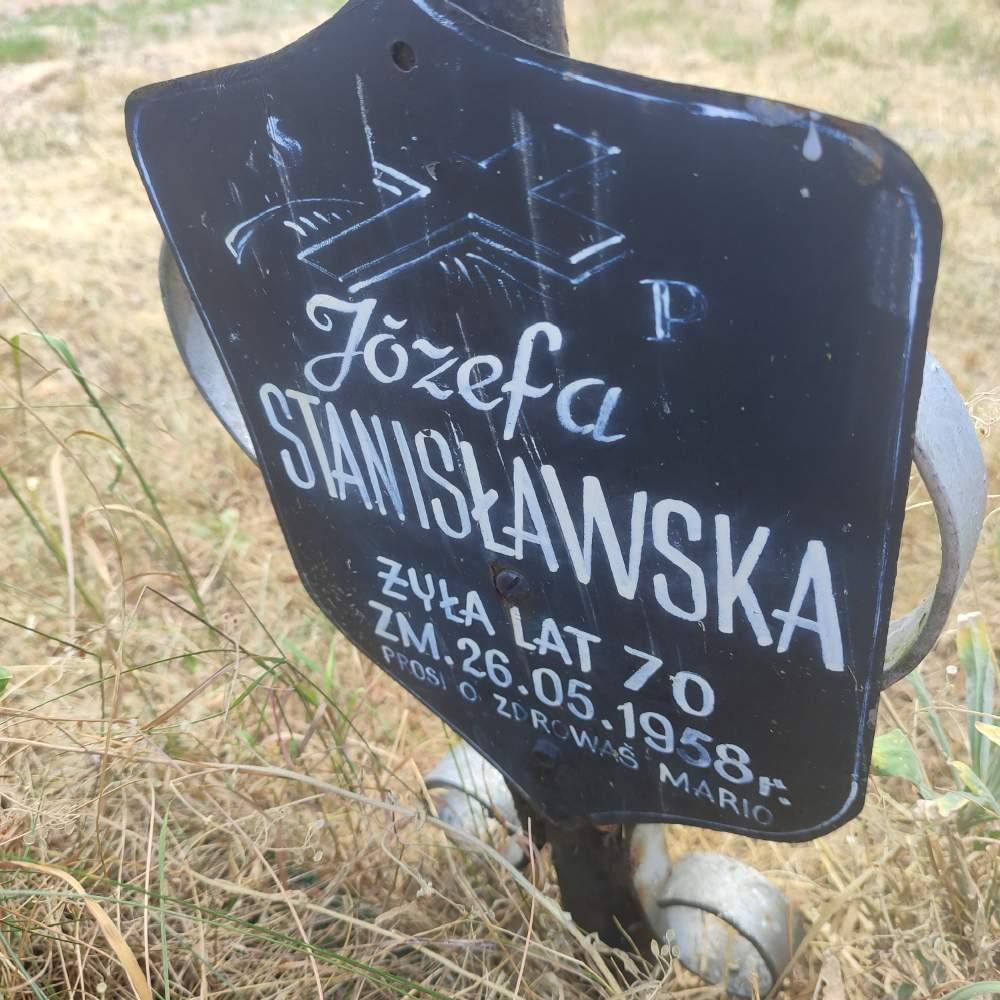 Ś P
Józefa
STANISŁAWSKA
ŻYŁA LAT 70
ZM. 26.05.1958 r.
PROSI O ZDROWAŚ MARIO